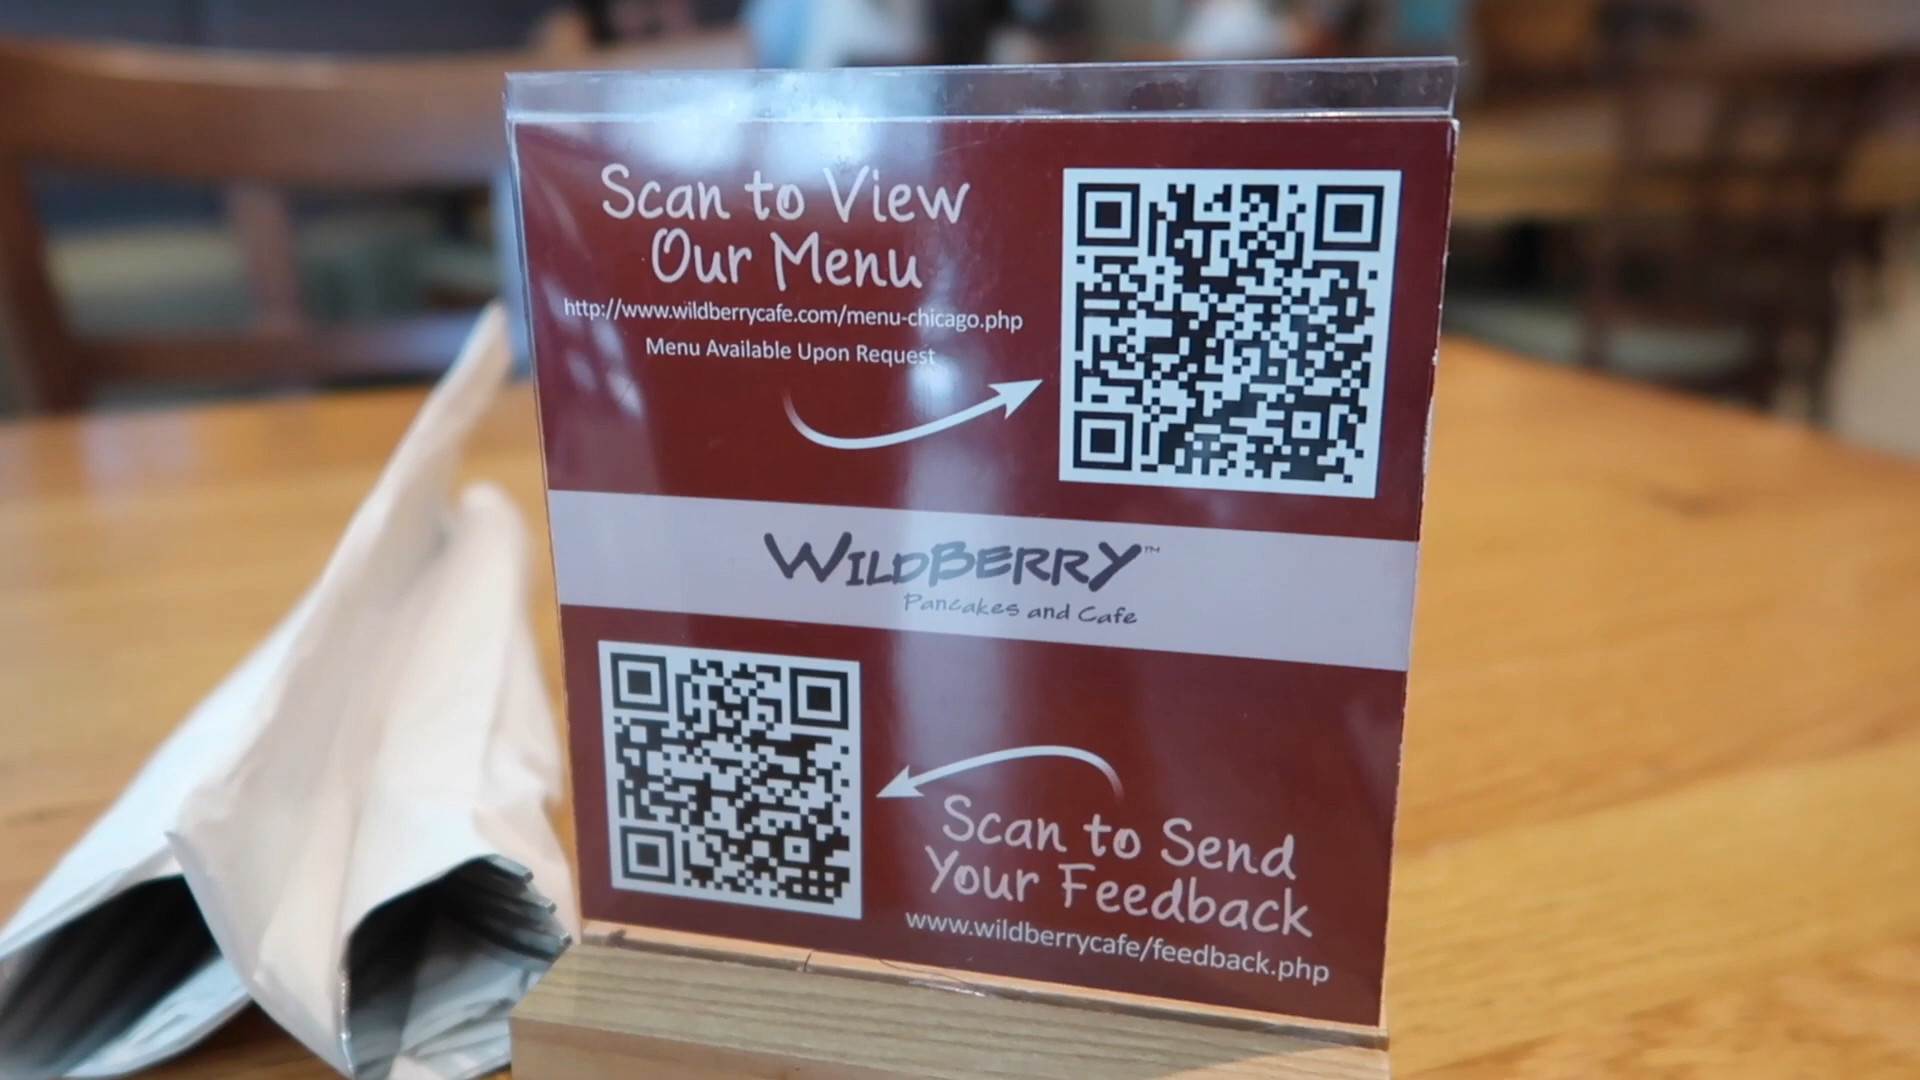 Scan to View
Our Menu
http://www.wildberrycafe.com/menu-chicago.php
Menu Available Upon Request
WILDBERRY™
Pancakes and Cafe
Scan to Send
Your Feedback
www.wildberrycafe/feedback.php